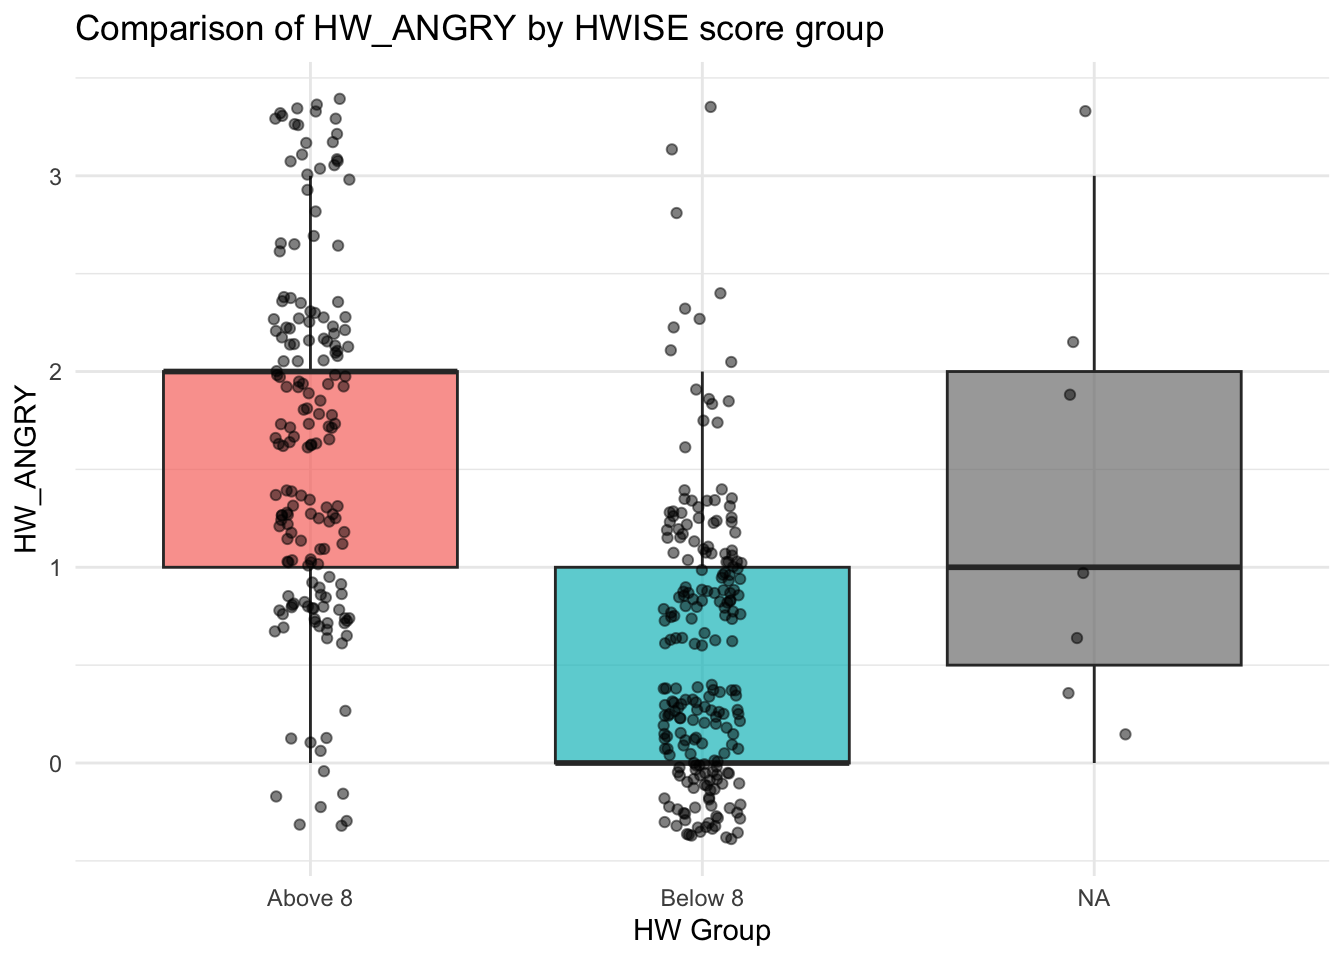 Comparison of HW_ANGRY by HWISE score group
HW_ANGRY
3
2
1
0
Above 8
Below 8
NA
HW Group